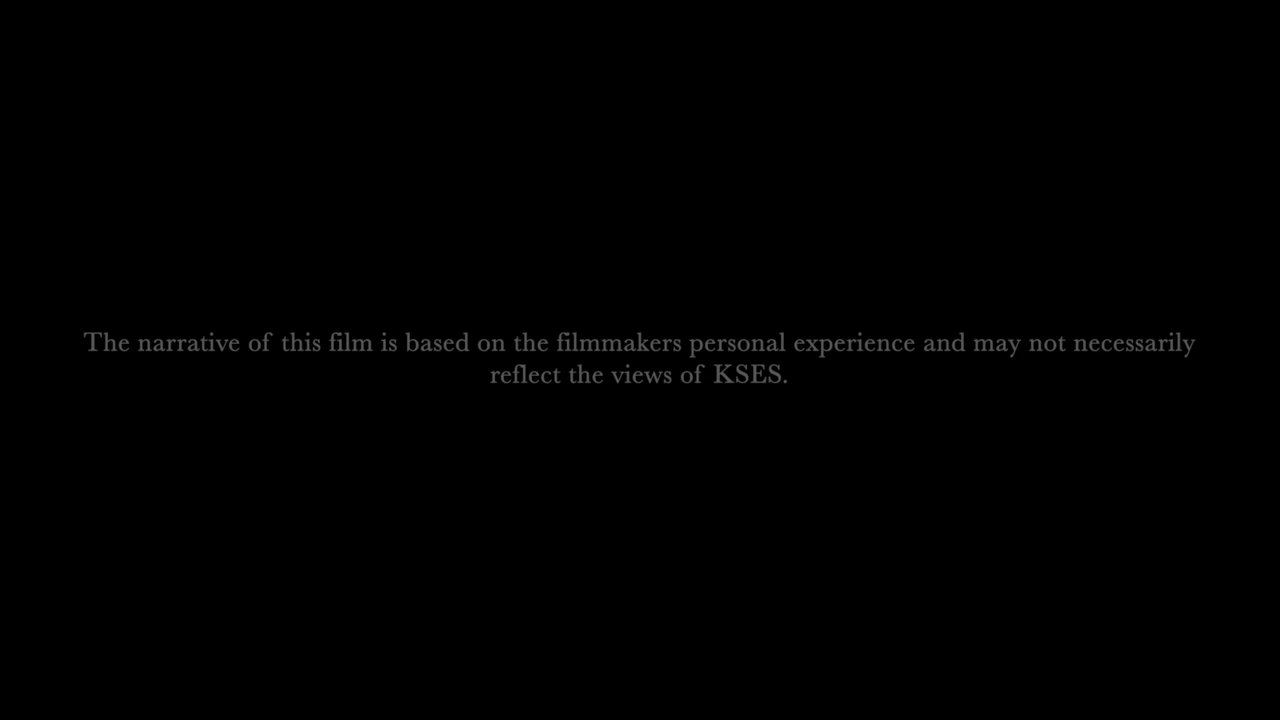 The narrative of this film is based on the filmmakers personal experience and may not necessarily
reflect the views of KSES.